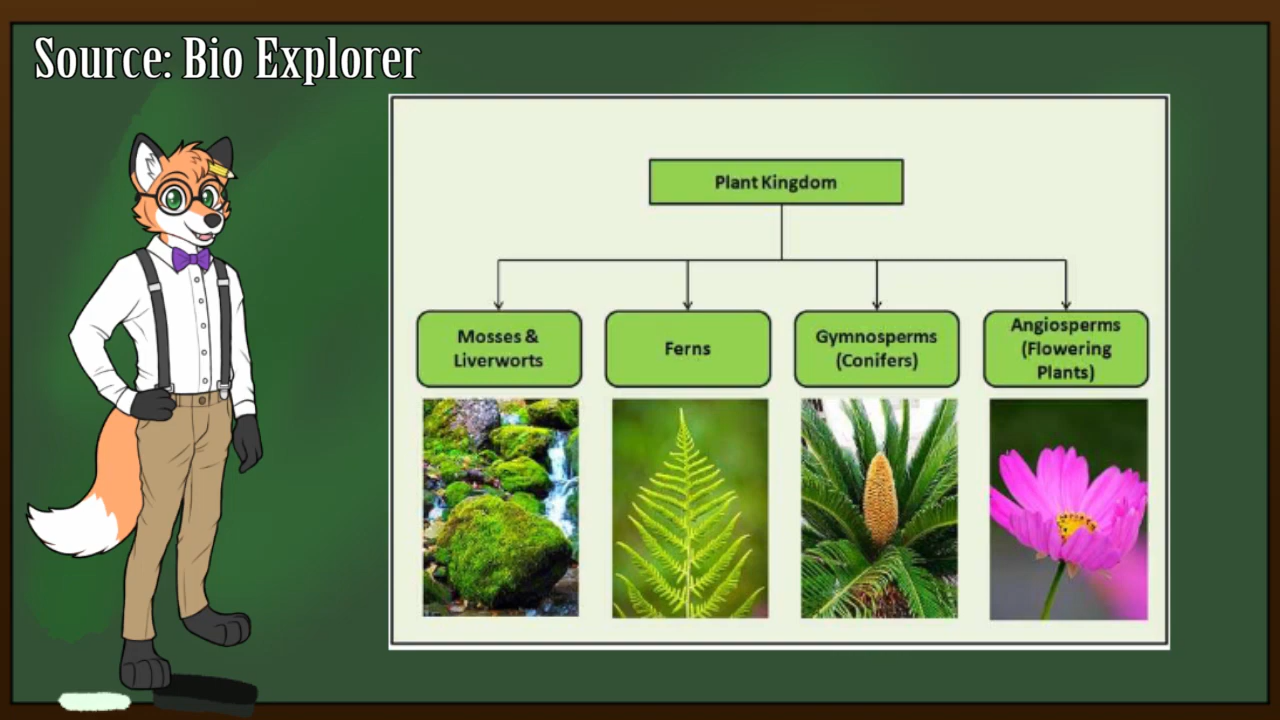 Source: Bio Explorer
Plant Kingdom
Mosses &
Liverworts
Ferns
Gymnosperms
(Conifers)
Angiosperms
(Flowering
Plants)